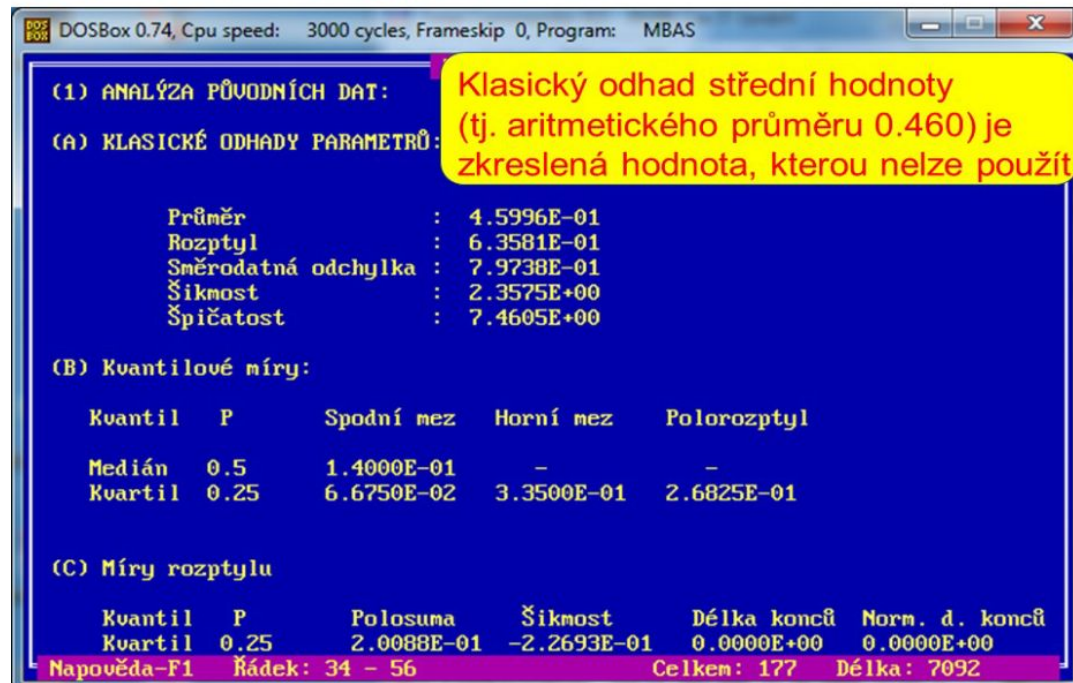 DOSBox 0.74, Cpu speed: 3000 cycles, Frameskip 0, Program: MBAS
Klasický odhad střední hodnoty
(tj. aritmetického průměru 0.460) je
zkreslená hodnota, kterou nelze použít
(1) ANALÝZA PŮVODNÍCH DAT:
(A) KLASICKÉ ODHADY PARAMETRŮ:
Průměr : 4.5996E-01
Rozptyl : 6.3581E-01
Směrodatná odchylka : 7.9738E-01
Šikmost : 2.3575E+00
Špičatost : 7.4605E+00
(B) Kvantilové míry:
Kvantil P Spodní mez Horní mez Polorozptyl
Medián 0.5 1.4000E-01 - -
Kvartil 0.25 6.6750E-02 3.3500E-01 2.6825E-01
(C) Míry rozptylu
Kvantil P Polosuma Šikmost Délka konců Norm. d. konců
Kvartil 0.25 2.0088E-01 -2.2693E-01 0.0000E+00 0.0000E+00
Napověda-F1 Řádek: 34 - 56 Celkem: 177 Délka: 7092